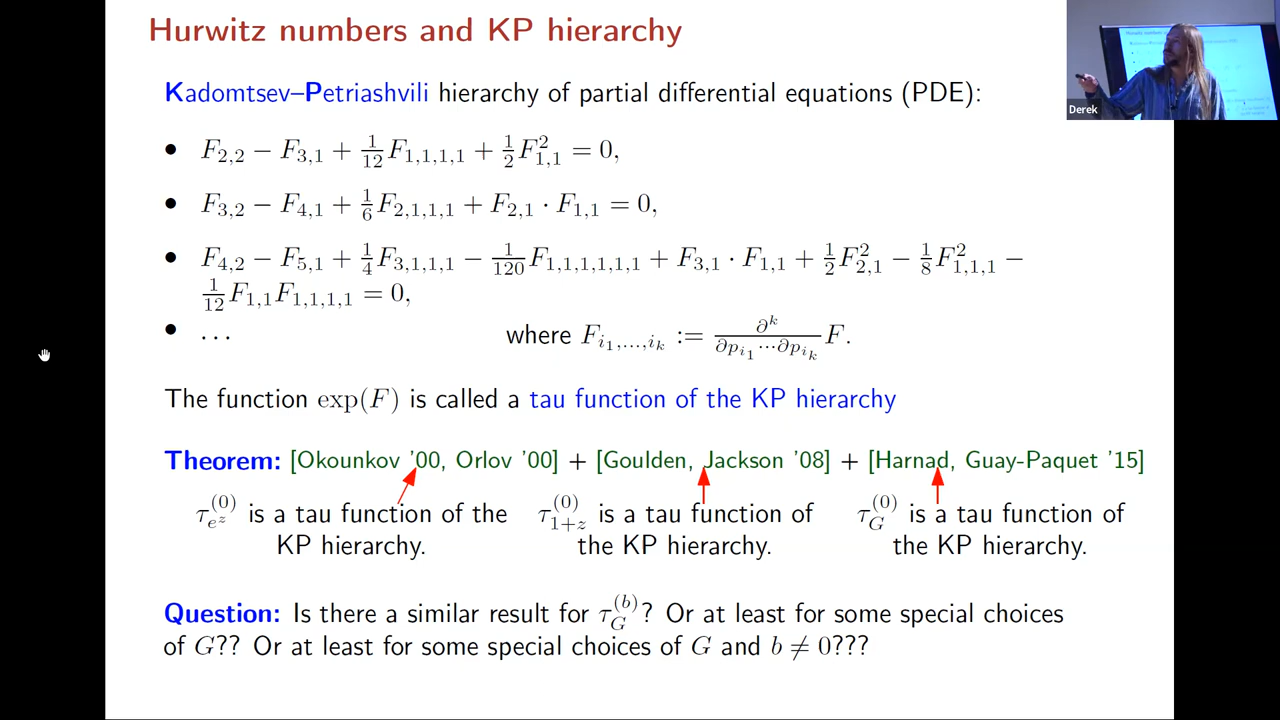 Hurwitz numbers and KP hierarchy
Kadomtsev–Petriashvili hierarchy of partial differential equations (PDE):
• F_{2,2} − F_{3,1} + \frac{1}{12}F_{1,1,1,1} + \frac{1}{2}F_{1,1}^2 = 0,
• F_{3,2} − F_{4,1} + \frac{1}{6}F_{2,1,1,1} + F_{2,1} · F_{1,1} = 0,
• F_{4,2} − F_{5,1} + \frac{1}{4}F_{3,1,1,1} − \frac{1}{120}F_{1,1,1,1,1,1} + F_{3,1} · F_{1,1} + \frac{1}{2}F_{2,1}^2 − \frac{1}{8}F_{1,1,1}^2 −
\frac{1}{12}F_{1,1}F_{1,1,1,1} = 0,
• ... where F_{i_1,...,i_k} := \frac{∂^k}{∂p_{i_1}···∂p_{i_k}}F.
The function exp(F) is called a tau function of the KP hierarchy
Theorem: [Okounkov '00, Orlov '00] + [Goulden, Jackson '08] + [Harnad, Guay-Paquet '15]
τ_{e^z}^{(0)} is a tau function of the
KP hierarchy.
τ_{1+z}^{(0)} is a tau function of
the KP hierarchy.
τ_G^{(0)} is a tau function of
the KP hierarchy.
Question: Is there a similar result for τ_G^{(b)}? Or at least for some special choices
of G?? Or at least for some special choices of G and b ≠ 0???
Derek